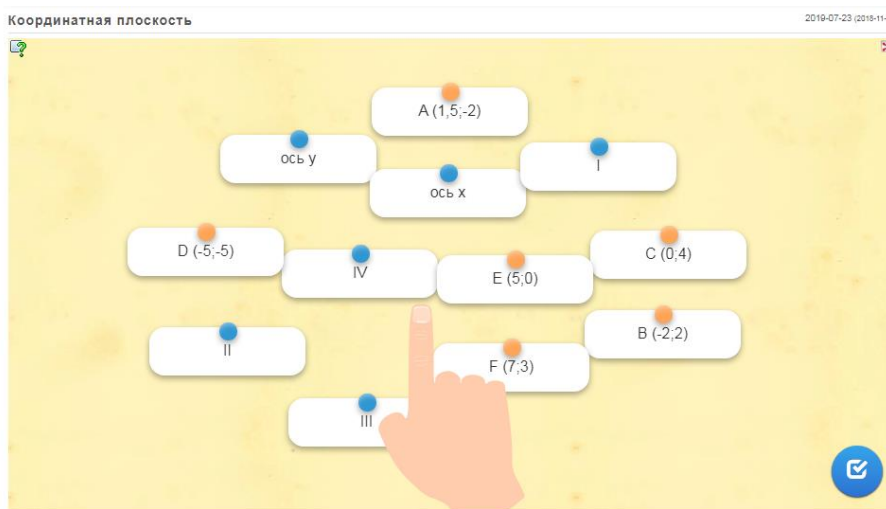 Координатная плоскость
2019-07-23 (2015-11-
A (1,5;-2)
ось y
I
ось x
D (-5;-5)
IV
E (5;0)
C (0;4)
B (-2;2)
II
F (7;3)
III